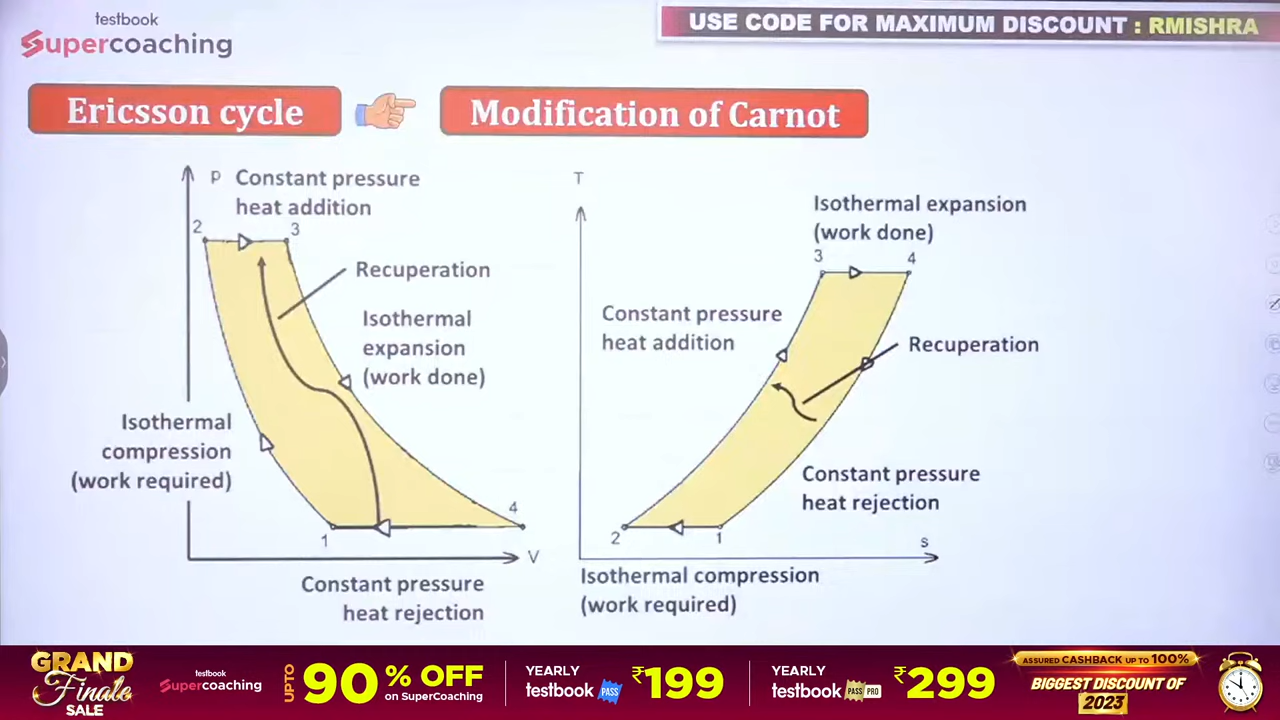 testbook
Supercoaching
USE CODE FOR MAXIMUM DISCOUNT : RMISHRA
Ericsson cycle
Modification of Carnot
P
Constant pressure
heat addition
2
3
Recuperation
Isothermal
expansion
(work done)
Isothermal
compression
(work required)
4
1
V
Constant pressure
heat rejection
T
Isothermal expansion
(work done)
3
4
Constant pressure
heat addition
Recuperation
Constant pressure
heat rejection
2
1
s
Isothermal compression
(work required)
GRAND
Finale
SALE
testbook
Supercoaching
UPTO 90% OFF
on SuperCoaching
YEARLY
testbook PASS
₹199
YEARLY
testbook PASS PRO
₹299
ASSURED CASHBACK UP TO 100%
BIGGEST DISCOUNT OF
2023